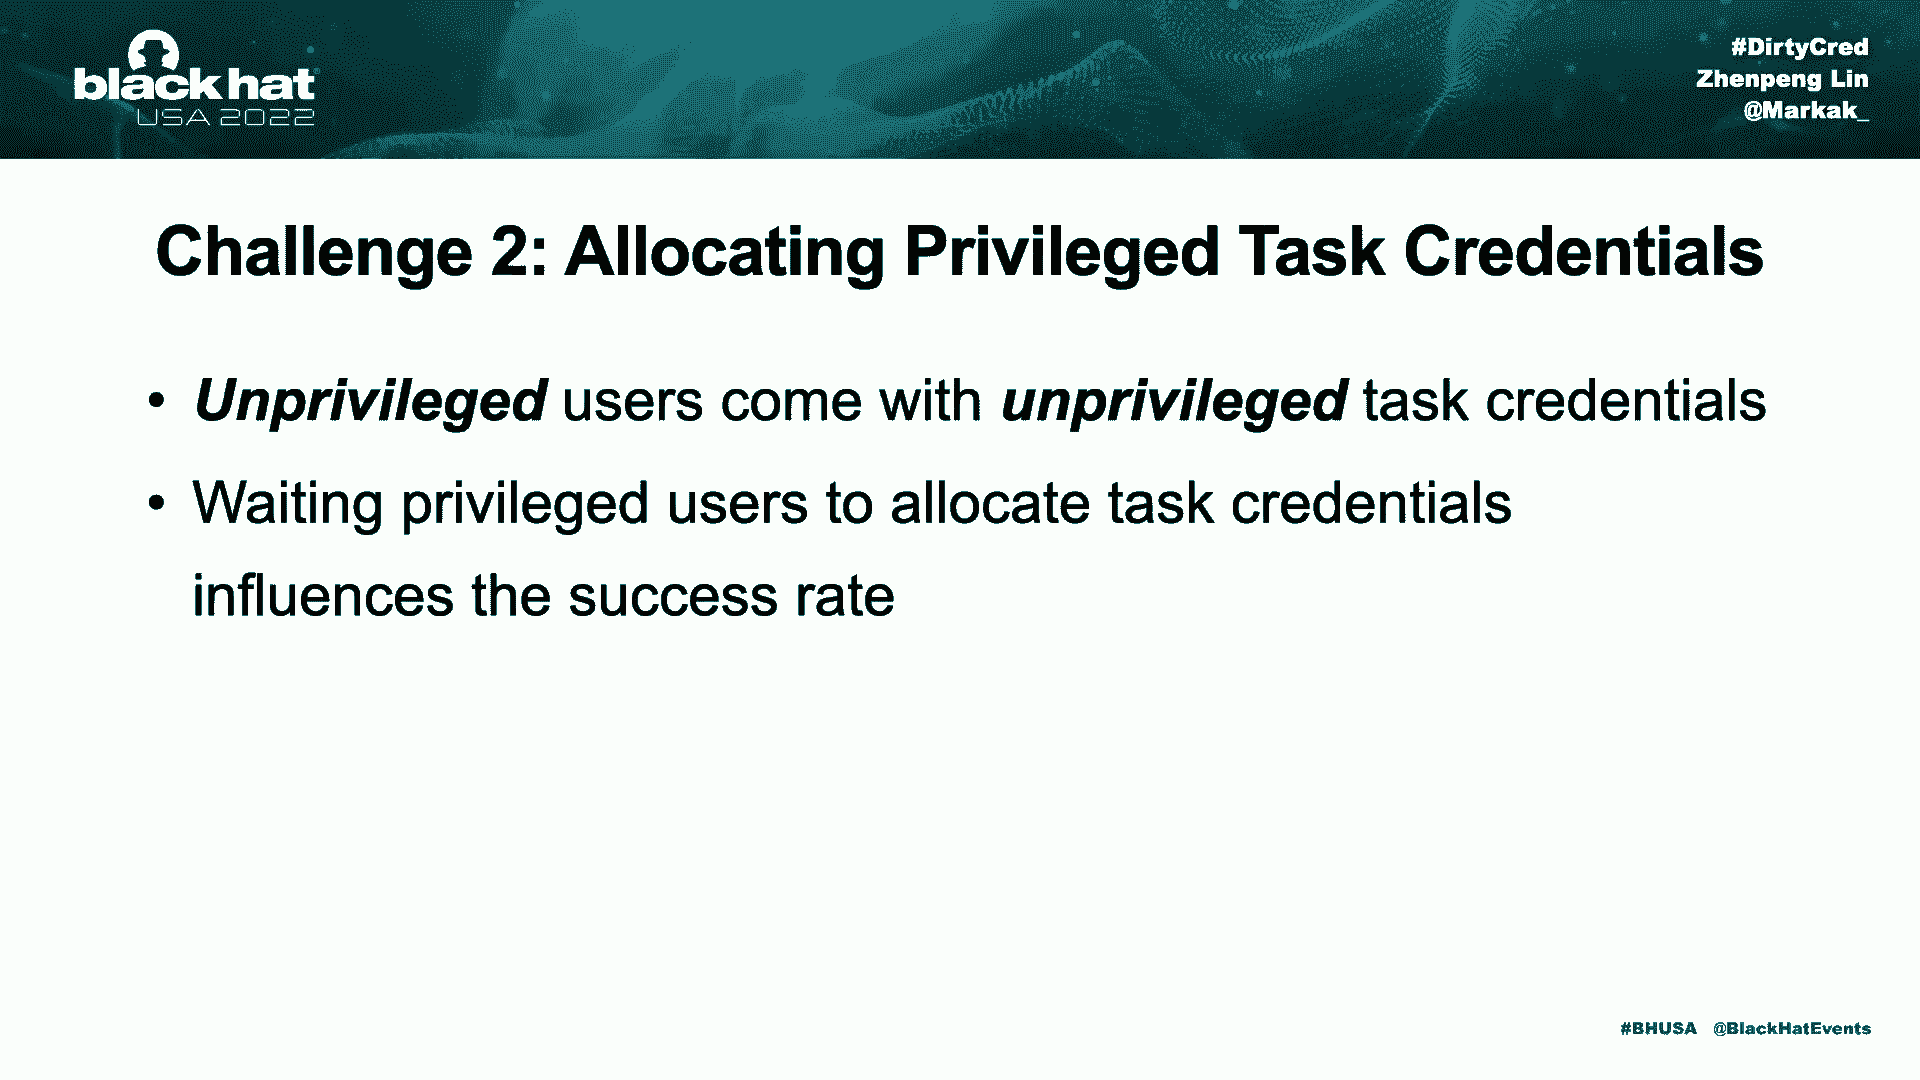 black hat
USA 2022
#DirtyCred
Zhenpeng Lin
@Markak_
Challenge 2: Allocating Privileged Task Credentials
• Unprivileged users come with unprivileged task credentials
• Waiting privileged users to allocate task credentials
influences the success rate
#BHUSA @BlackHatEvents